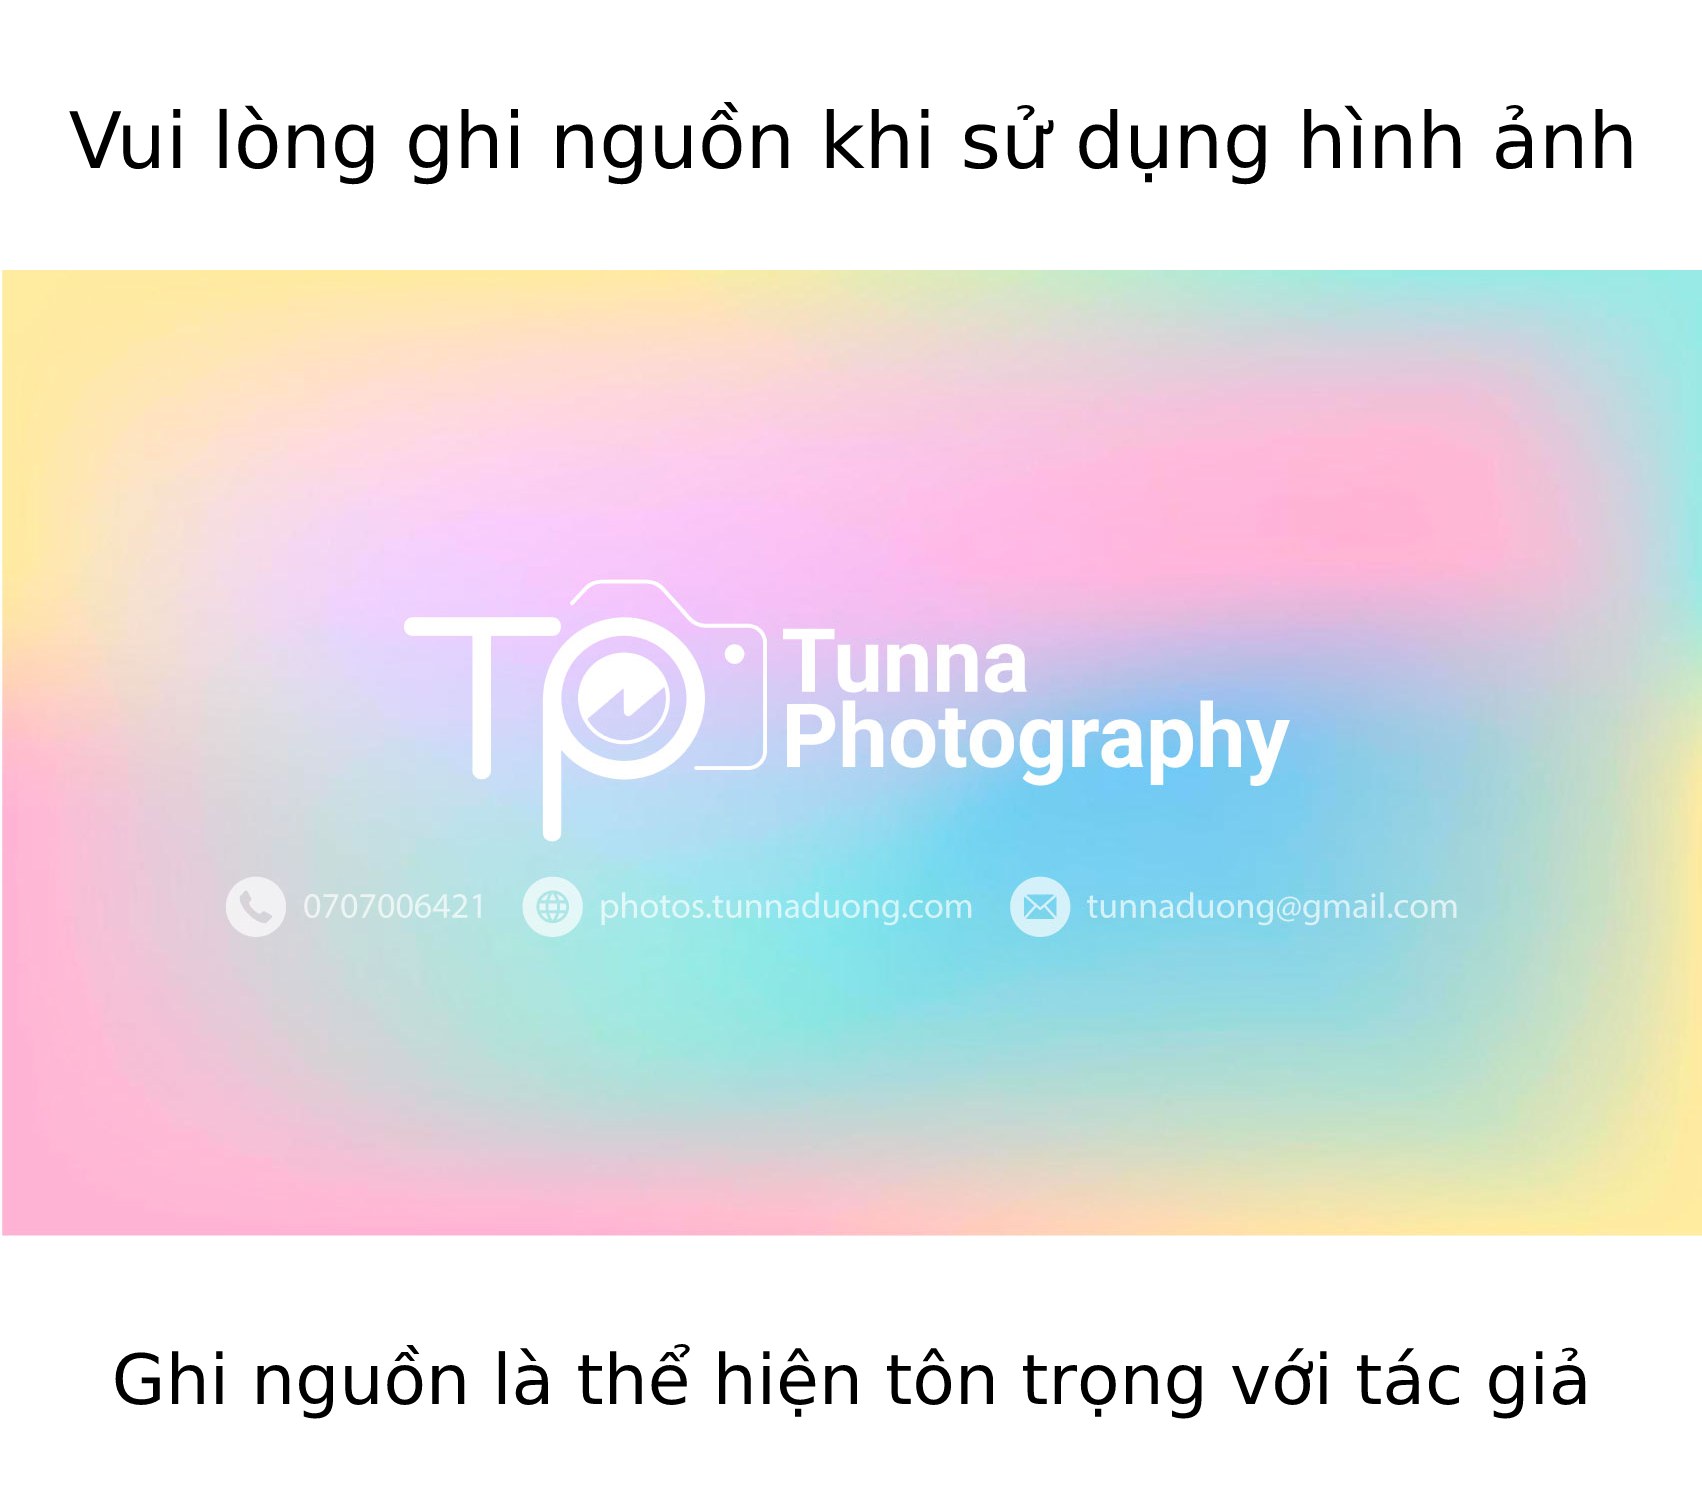 Vui lòng ghi nguồn khi sử dụng hình ảnh
TP
Tunna
Photography
0707006421 photos.tunnaduong.com tunnaduong@gmail.com
Ghi nguồn là thể hiện tôn trọng với tác giả